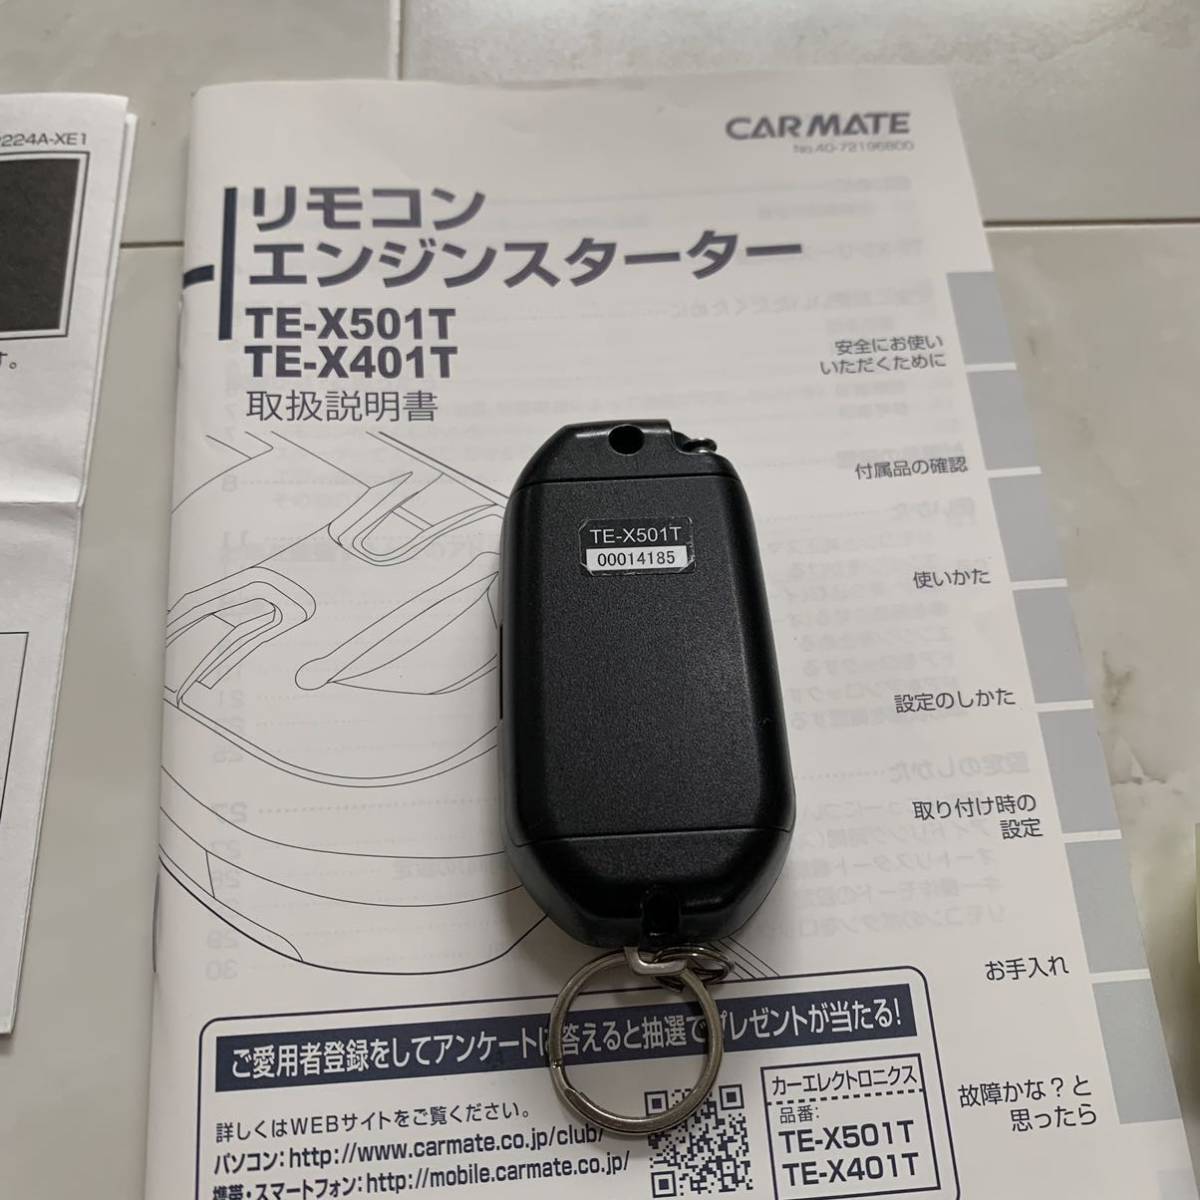 224A-XE1
す。
CARMATE
No.40-72196800
リモコン
エンジンスターター
TE-X501T
TE-X401T
取扱説明書
安全にお使い
いただくために
付属品の確認
使いかた
設定のしかた
取り付け時の
設定
お手入れ
故障かな?と
思ったら
TE-X501T
00014185
ご愛用者登録をしてアンケートに答えると抽選でプレゼントが当たる!
詳しくはWEBサイトをご覧ください。
パソコン:http://www.carmate.co.jp/club/
携帯・スマートフォン:http://mobile.carmate.co.jp/
カーエレクトロニクス
品番:
TE-X501T
TE-X401T